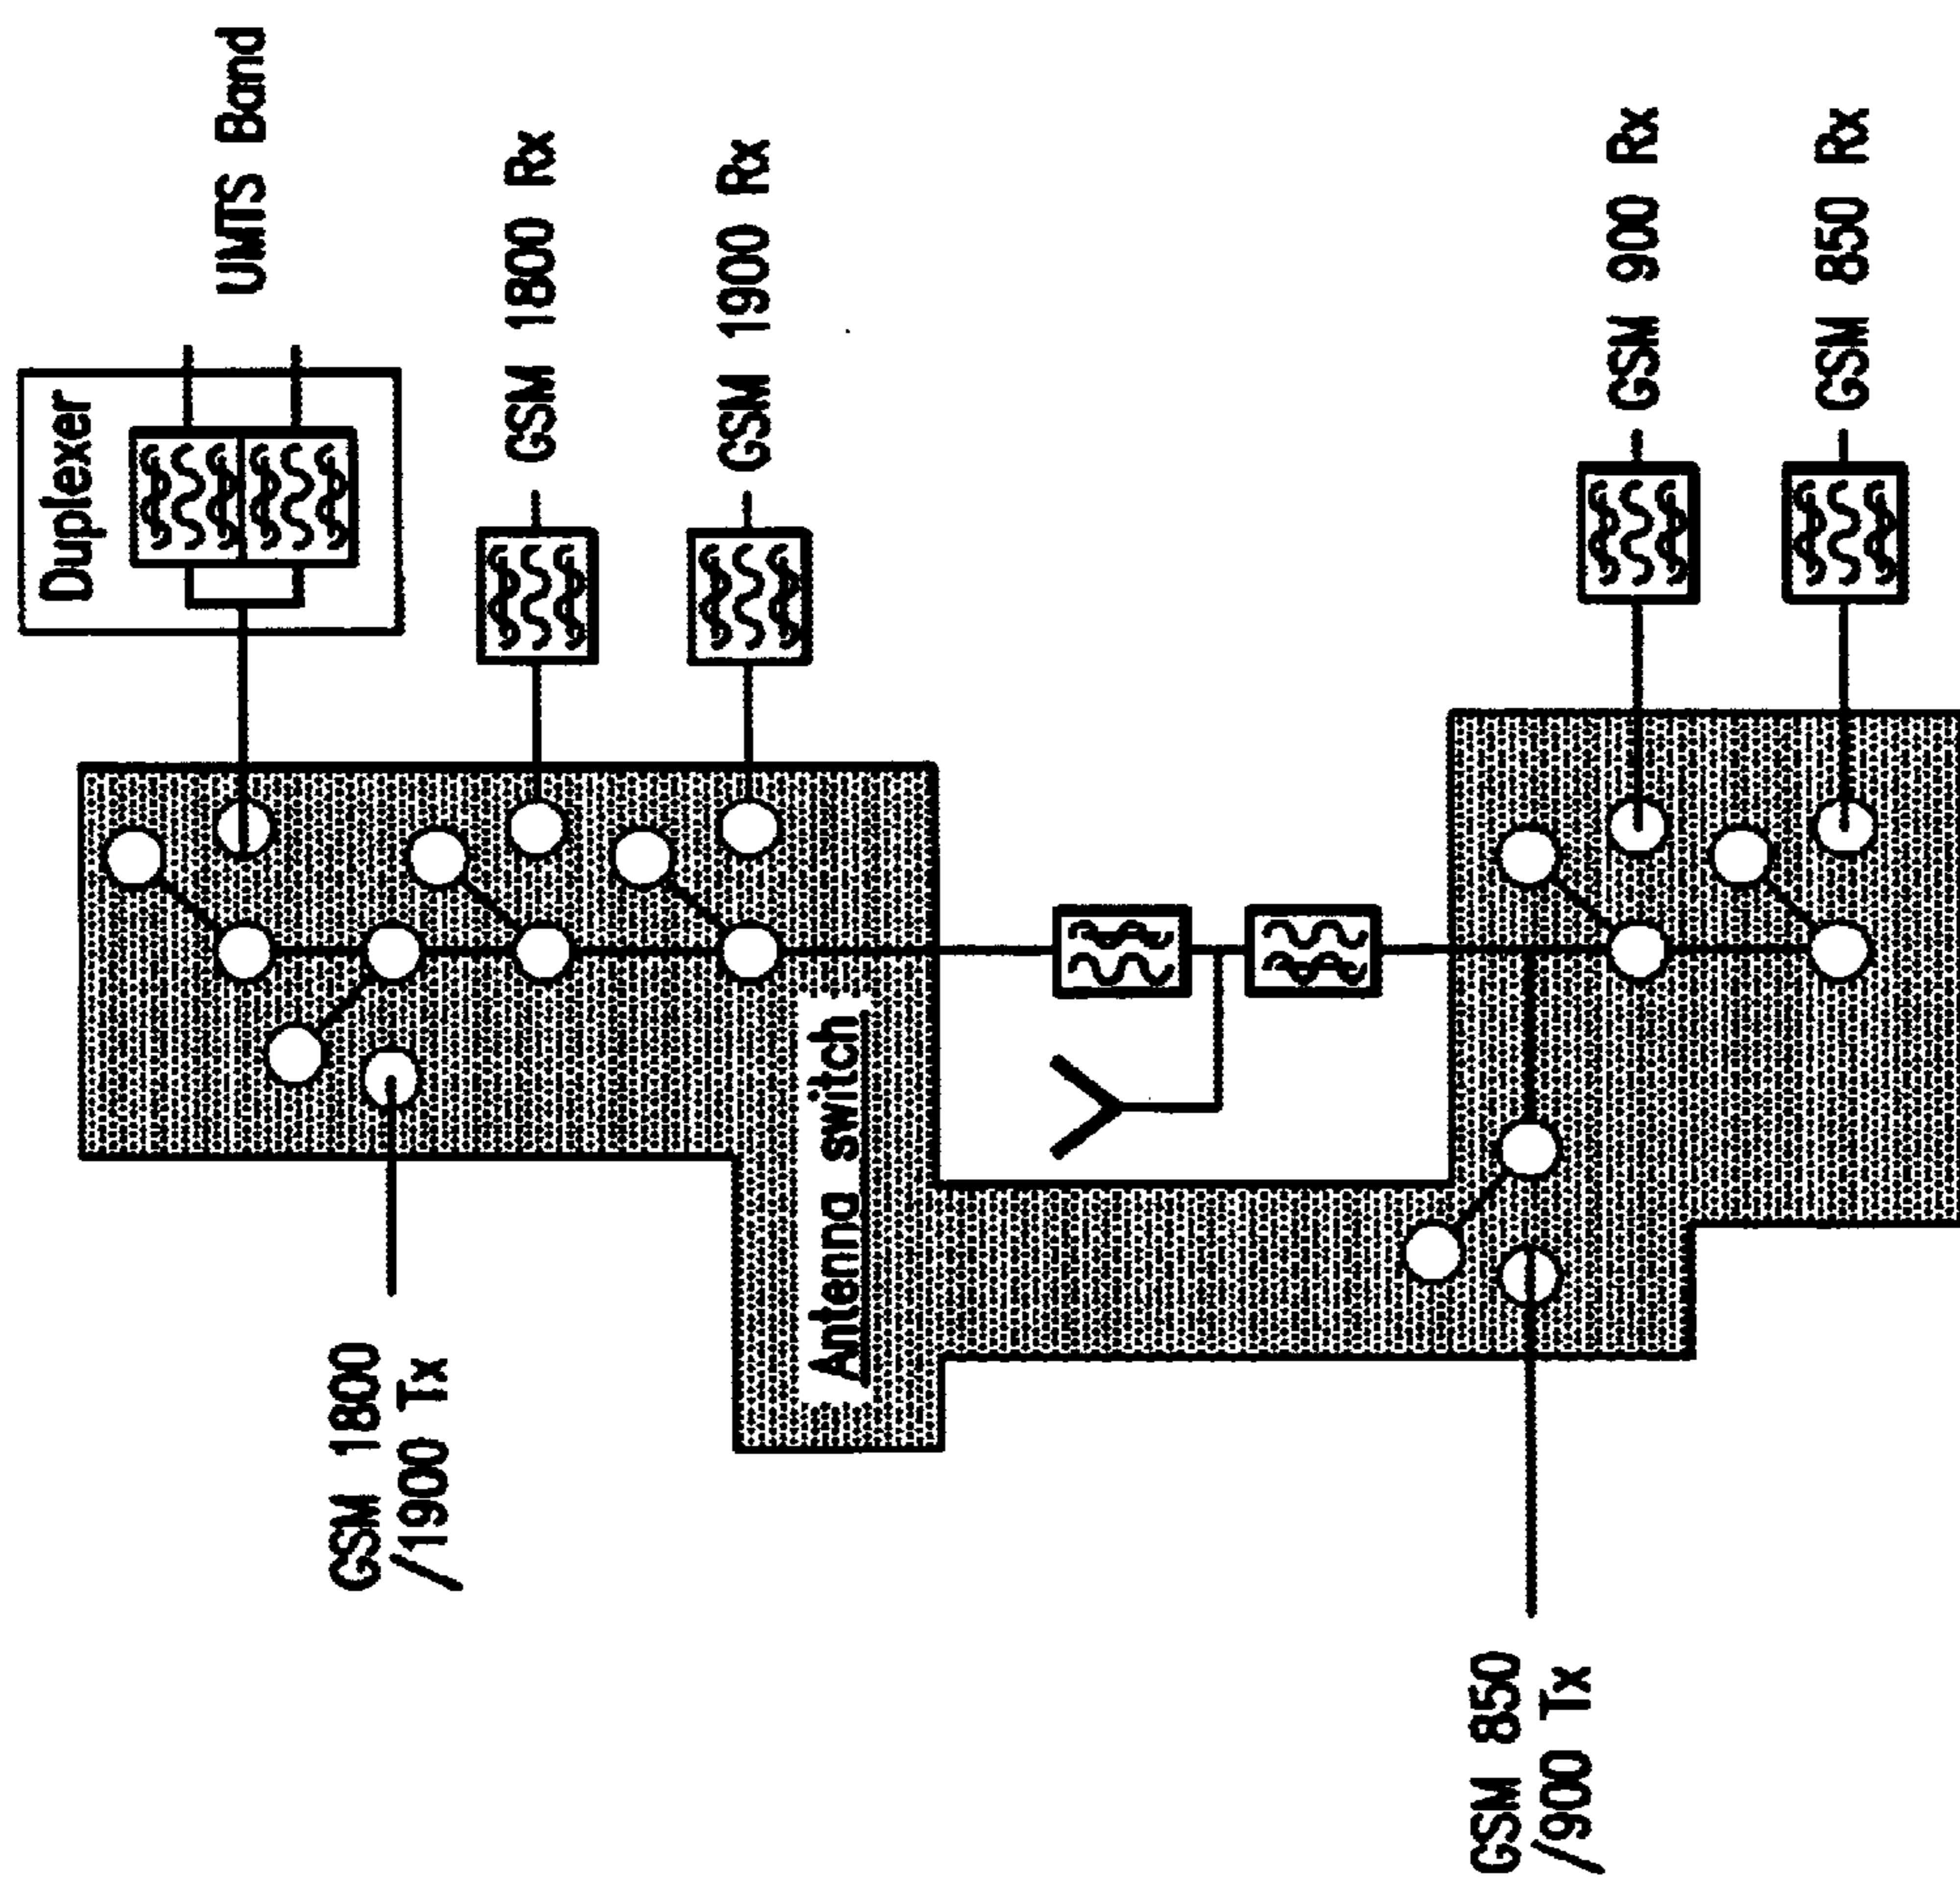 Duplexer
UMTS Band
GSM 1800 Rx
GSM 1900 Rx
GSM 900 Rx
GSM 850 Rx
Antenna switch
GSM 1800
/1900 Tx
GSM 850
/900 Tx